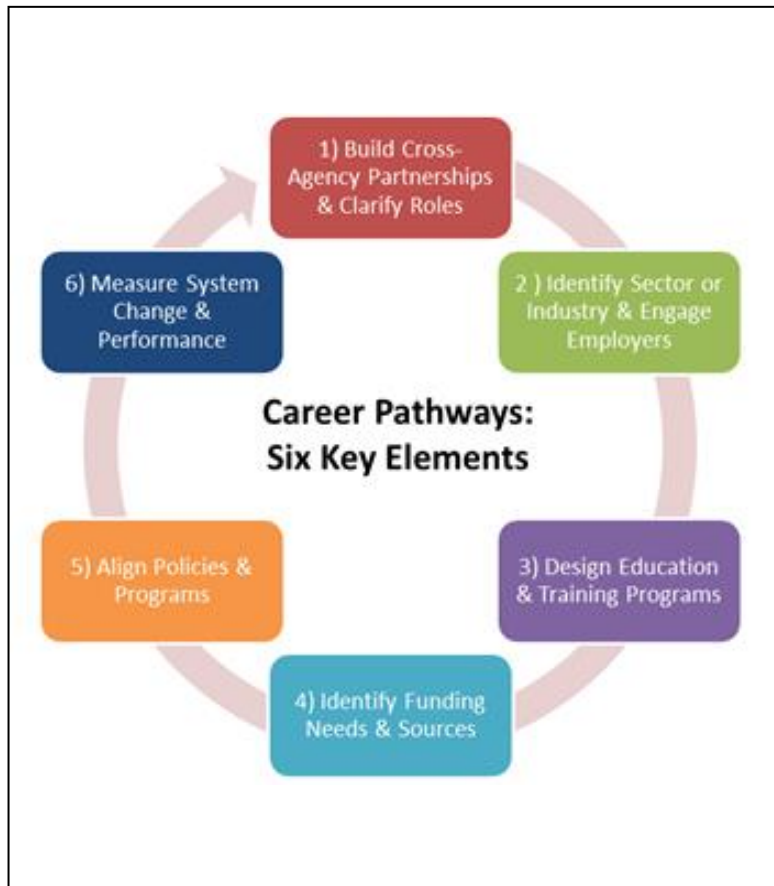 1) Build Cross-
Agency Partnerships
& Clarify Roles
2 ) Identify Sector or
Industry & Engage
Employers
3) Design Education
& Training Programs
4) Identify Funding
Needs & Sources
5) Align Policies &
Programs
6) Measure System
Change &
Performance
Career Pathways:
Six Key Elements